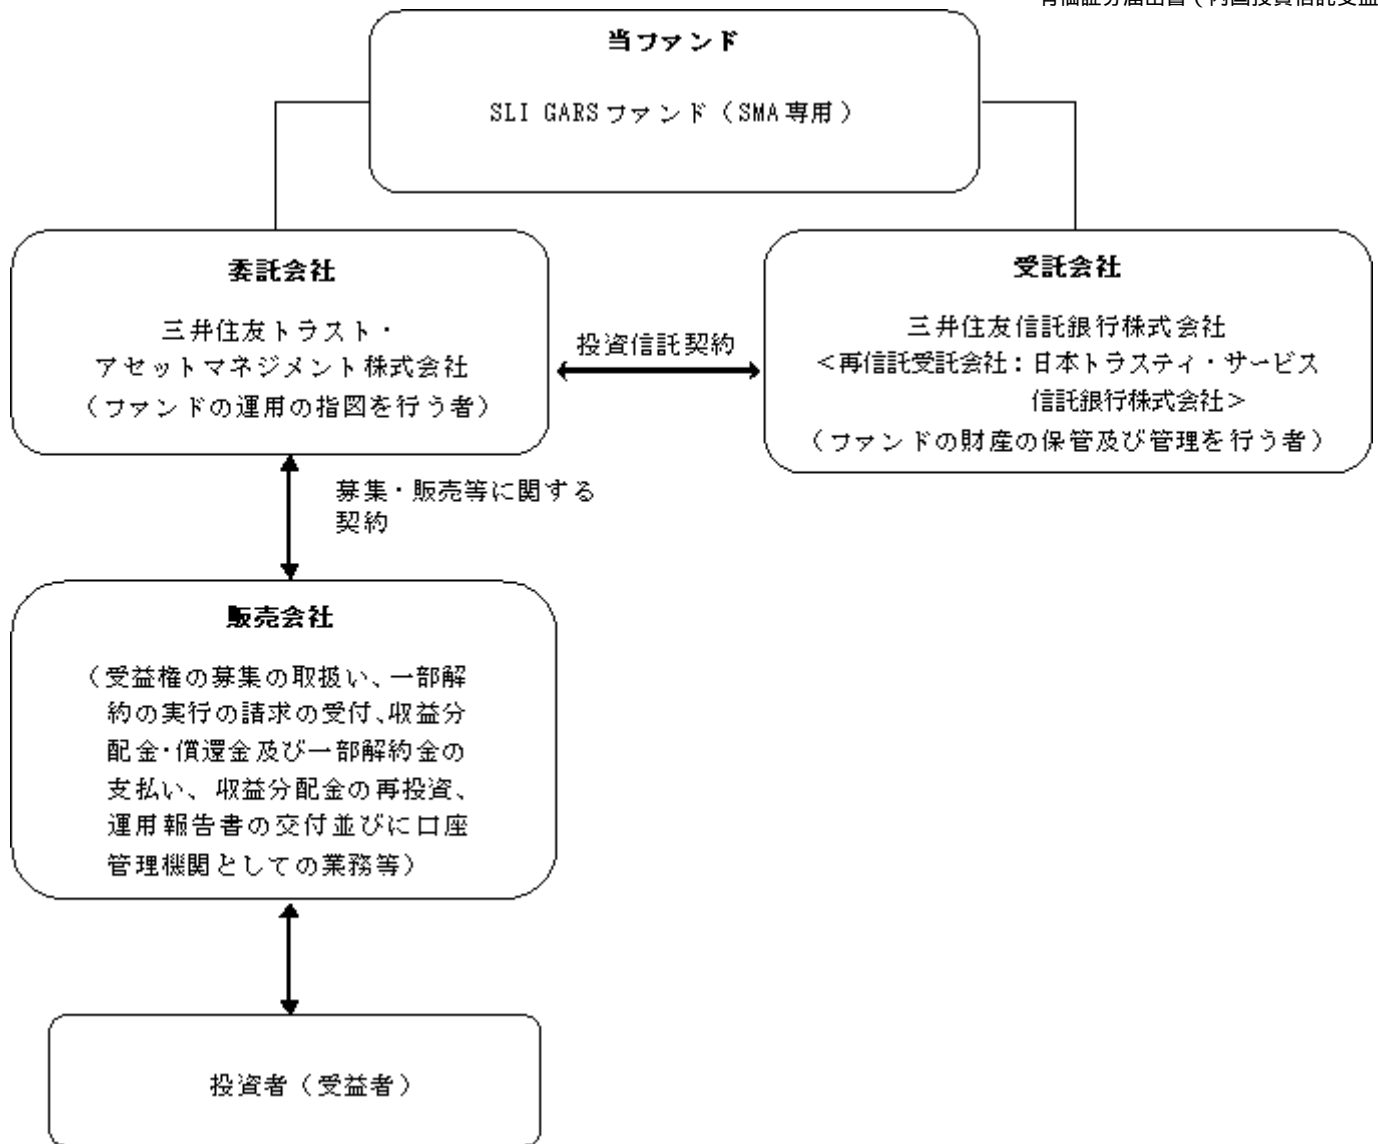 当ファンド
SLI GARSファンド（SMA専用）
委託会社
三井住友トラスト・
アセットマネジメント株式会社
（ファンドの運用の指図を行う者）
投資信託契約
受託会社
三井住友信託銀行株式会社
＜再信託受託会社：日本トラスティ・サービス
信託銀行株式会社＞
（ファンドの財産の保管及び管理を行う者）
募集・販売等に関する
契約
販売会社
（受益権の募集の取扱い、一部解
約の実行の請求の受付、収益分
配金・償還金及び一部解約金の
支払い、収益分配金の再投資、
運用報告書の交付並びに口座
管理機関としての業務等）
投資者（受益者）